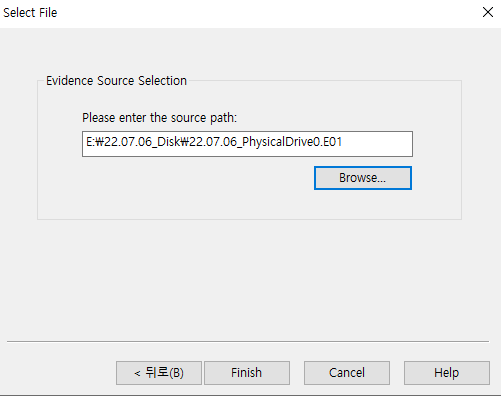 Select File
Evidence Source Selection
Please enter the source path:
E:₩22.07.06_Disk₩22.07.06_PhysicalDrive0.E01
Browse...
< 뒤로(B) Finish Cancel Help